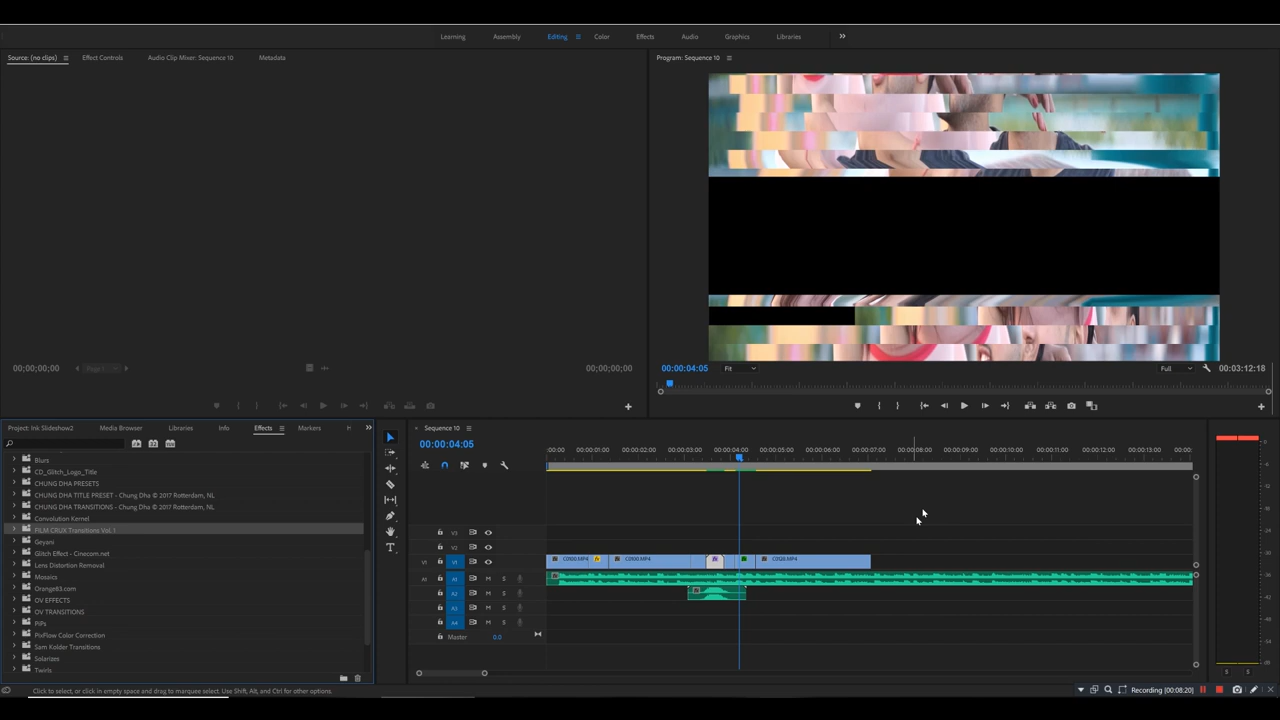 Learning Assembly Editing Color Effects Audio Graphics Libraries
Source: (no clips) Effect Controls Audio Clip Mixer: Sequence 10 Metadata
Program: Sequence 10
00;00;00;00 Page 1 00;00;00;00
00:00:04:05 Fit Full 00:03:12:18
Project: Ink Slideshow2 Media Browser Libraries Info Effects Markers
Blurs
CD_Glitch_Logo_Title
CHUNG DHA PRESETS
CHUNG DHA TITLE PRESET - Chung Dha © 2017 Rotterdam, NL
CHUNG DHA TRANSITIONS - Chung Dha © 2017 Rotterdam, NL
Convolution Kernel
FILM CRUX Transitions Vol.1
Geyani
Glitch Effect - Cinecom.net
Lens Distortion Removal
Mosaics
Orange83.com
OV EFFECTS
OV TRANSITIONS
PiPs
PixFlow Color Correction
Sam Kolder Transitions
Solarizes
Twirls
Sequence 10
00:00:04:05
:00:00 00:00:01:00 00:00:02:00 00:00:03:00 00:00:04:00 00:00:05:00 00:00:06:00 00:00:07:00 00:00:08:00 00:00:09:00 00:00:10:00 00:00:11:00 00:00:12:00 00:00:13:00 00:00:
V3
V2
V1 V1
A1 A1 M S
A2 M S
A3 M S
A4 M S
Master 0.0
S S
Click to select, or click in empty space and drag to marquee select. Use Shift, Alt, and Ctrl for other options.
Recording [00:08:20]